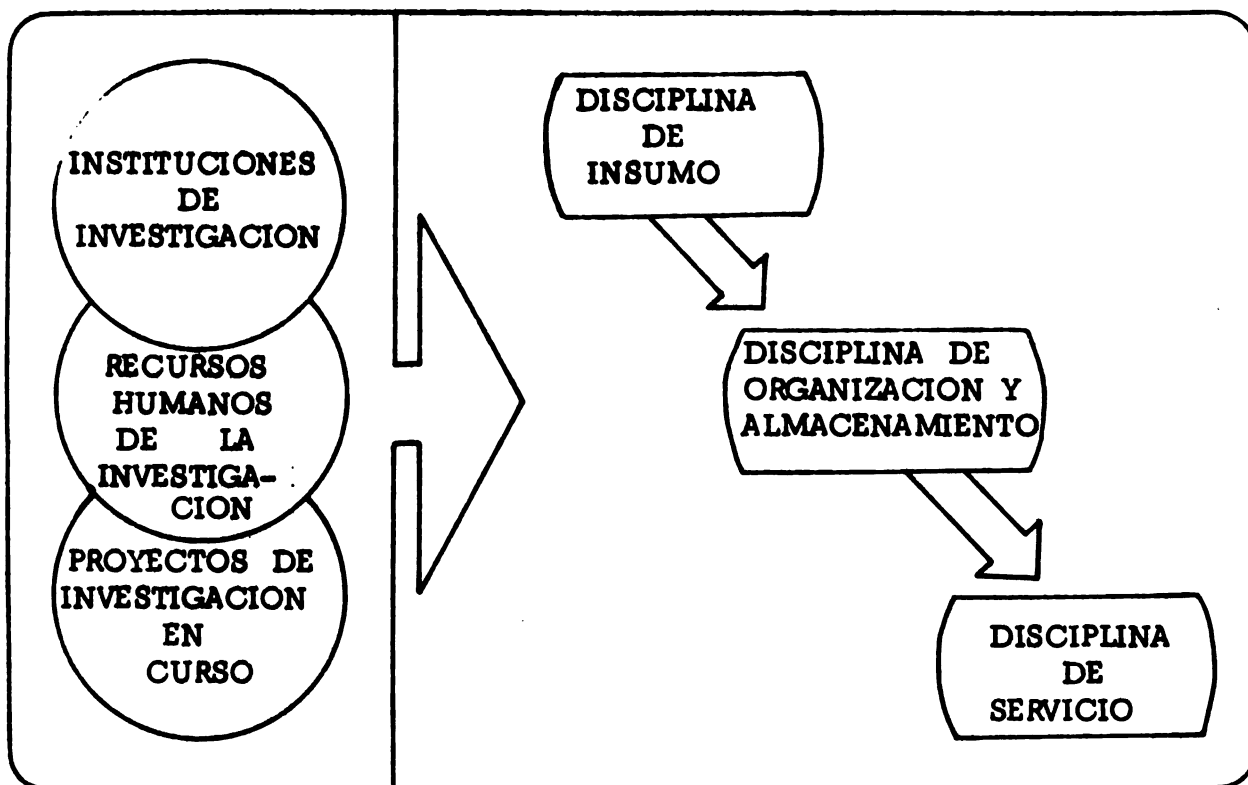 INSTITUCIONES
DE
INVESTIGACION
RECURSOS
HUMANOS
DE LA
INVESTIGA-
CION
PROYECTOS DE
INVESTIGACION
EN
CURSO
DISCIPLINA
DE
INSUMO
DISCIPLINA DE
ORGANIZACION Y
ALMACENAMIENTO
DISCIPLINA
DE
SERVICIO